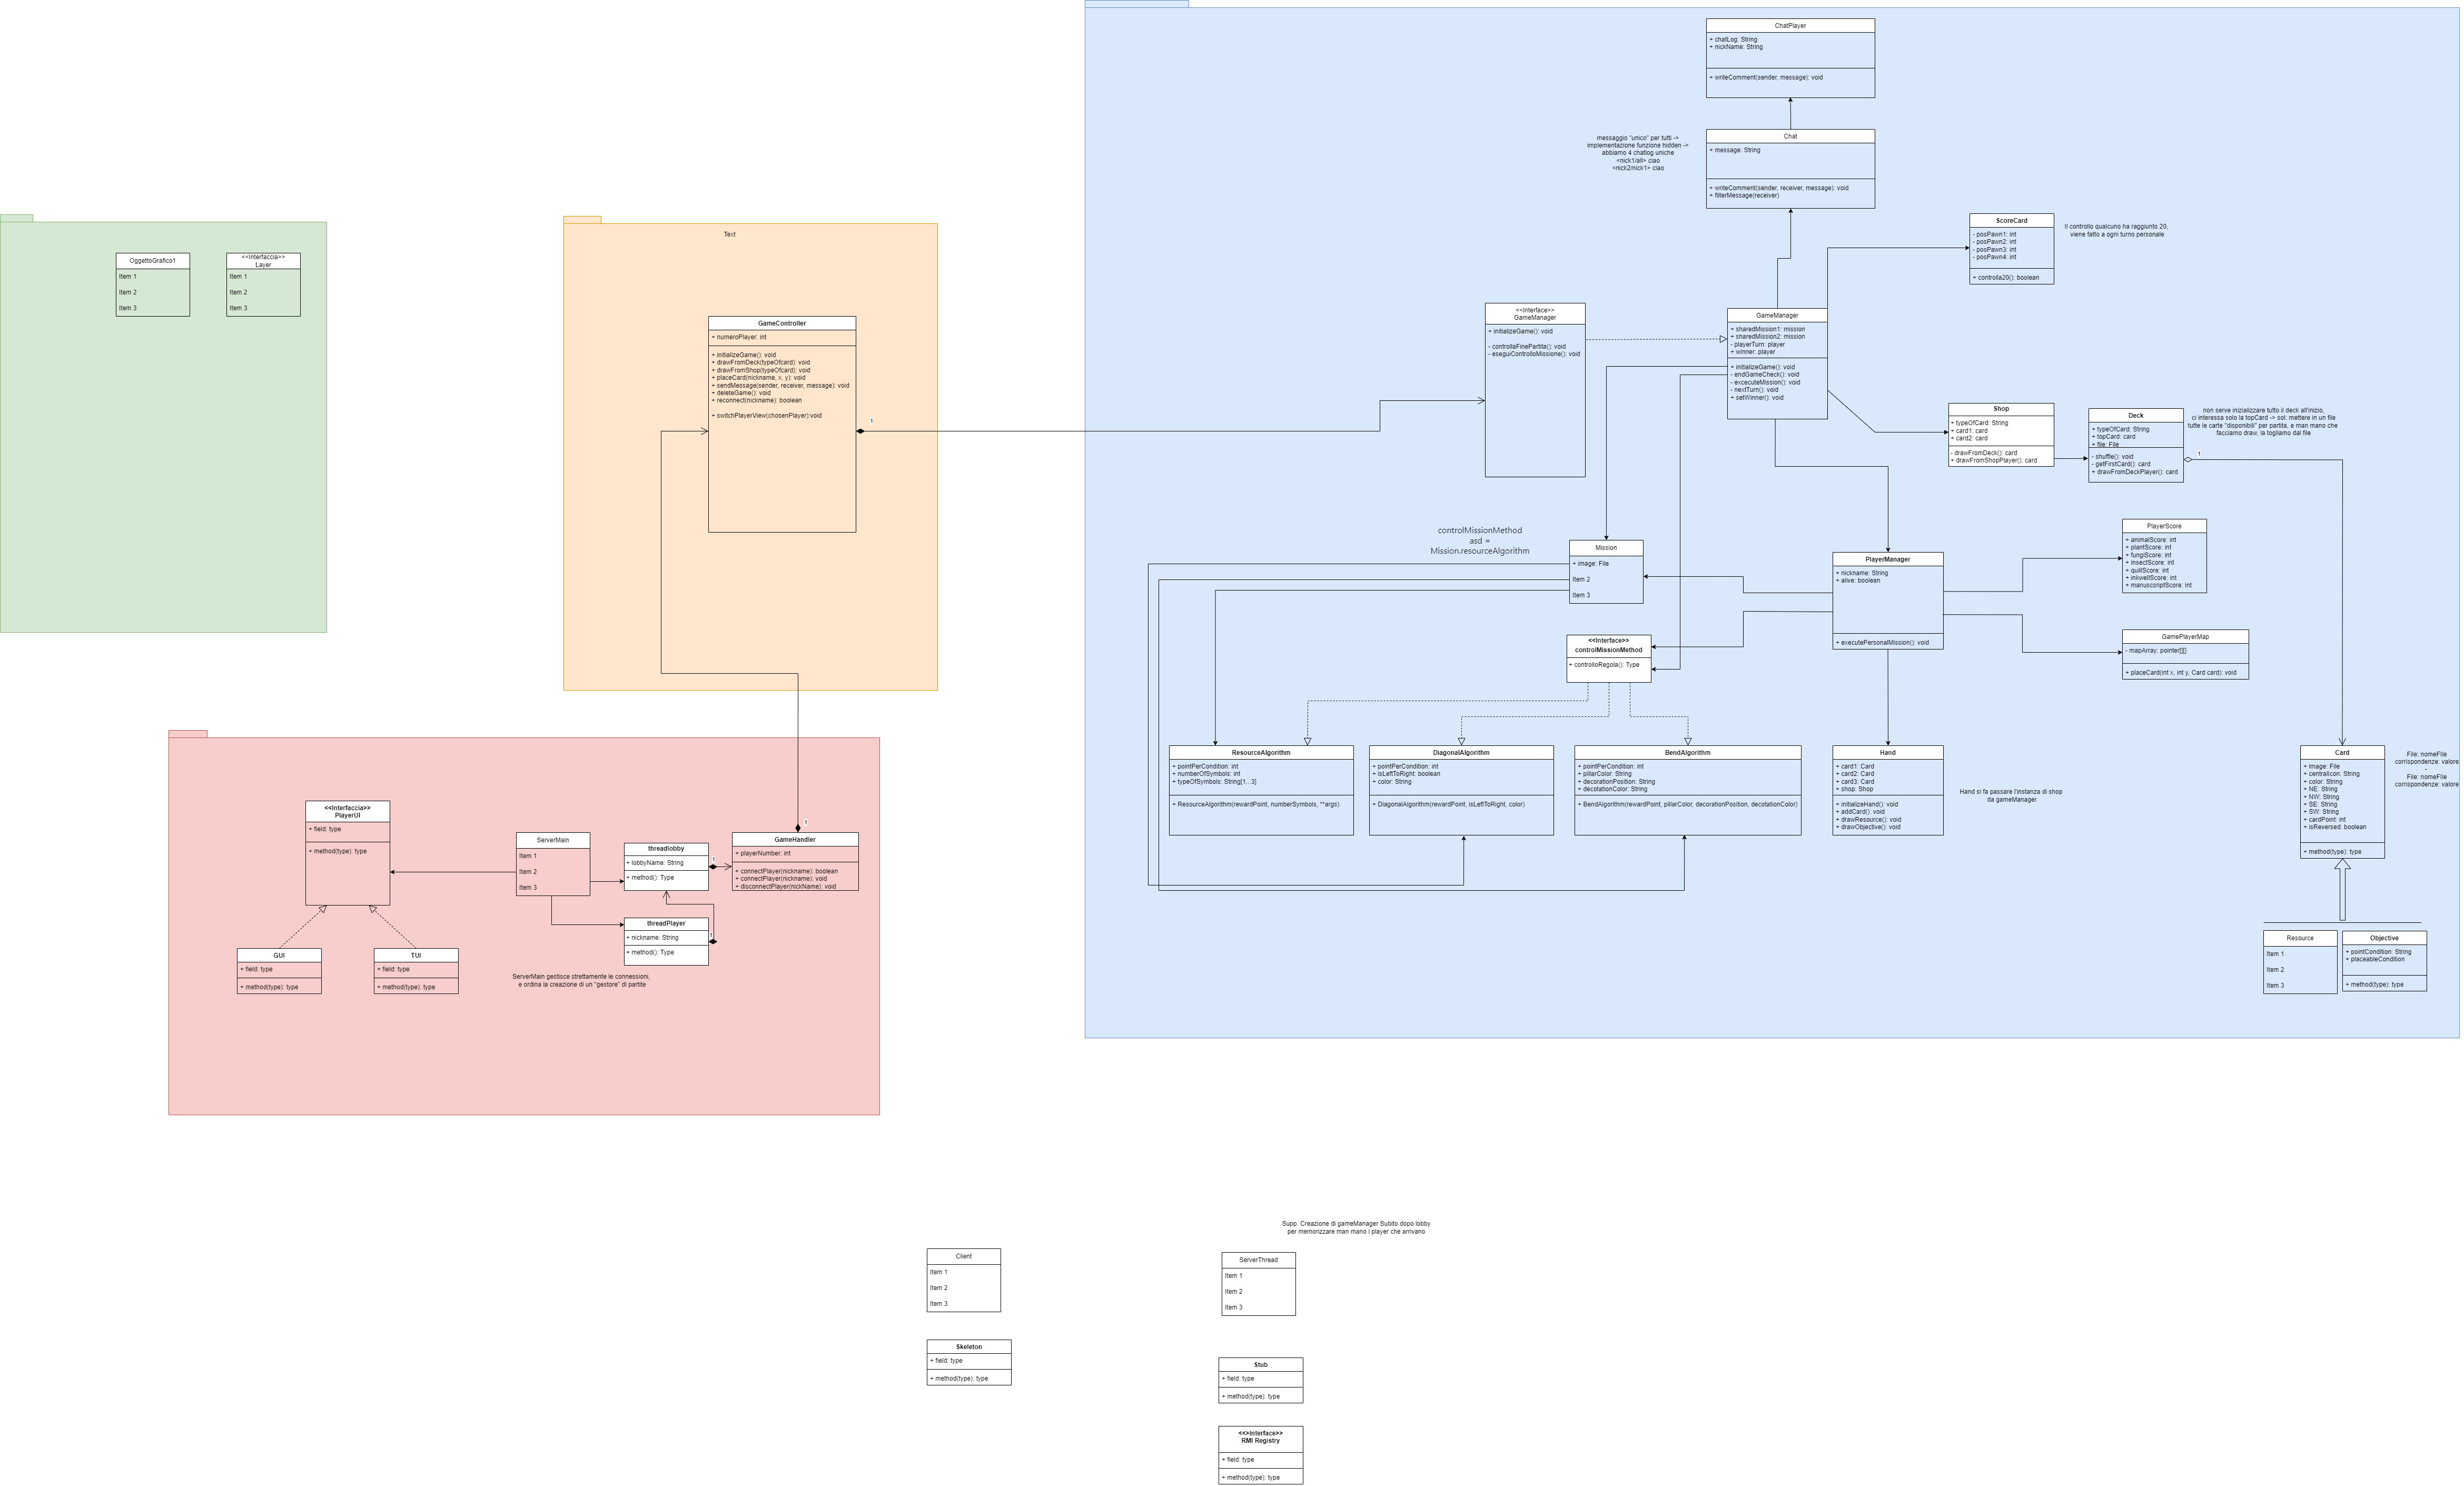 OggettoGrafico1
Item 1
Item 2
Item 3
<<Interfaccia>>
Layer
Item 1
Item 2
Item 3
Text
GameController
+ numeroPlayer: int
+ initializeGame(): void
+ drawFromDeck(typeOfcard): void
+ drawFromShop(typeOfcard): void
+ placeCard(nickname, x, y): void
+ sendMessage(sender, receiver, message): void
+ deleteGame(): void
+ reconnect(nickname): boolean
+ switchPlayerView(chosenPlayer):void
1
<<Interfaccia>>
PlayerUI
+ field: type
+ method(type): type
GUI
+ field: type
+ method(type): type
TUI
+ field: type
+ method(type): type
ServerMain
Item 1
Item 2
Item 3
threadlobby
+ lobbyName: String
+ method(): Type
1
threadPlayer
+ nickname: String
+ method(): Type
1
GameHandler
+ playerNumber: int
+ connectPlayer(nickname): boolean
+ connectPlayer(nickname): void
+ disconnectPlayer(nickName): void
1
ServerMain gestisce strettamente le connessioni,
e ordina la creazione di un "gestore" di partite
ChatPlayer
+ chatLog: String
+ nickName: String
+ writeComment(sender, message): void
messaggio "unico" per tutti ->
implementazione funzione hidden ->
abbiamo 4 chatlog uniche
<nick1/all> ciao
<nick2/nick1> ciao
Chat
+ message: String
+ writeComment(sender, receiver, message): void
+ filterMessage(receiver)
ScoreCard
- posPawn1: int
- posPawn2: int
- posPawn3: int
- posPawn4: int
+ controlla20(): boolean
Il controllo qualcuno ha raggiunto 20,
viene fatto a ogni turno personale
<<Interface>>
GameManager
+ initializeGame(): void
- controllaFinePartita(): void
- eseguiControlloMissione(): void
GameManager
+ sharedMission1: mission
+ sharedMission2: mission
- playerTurn: player
+ winner: player
+ initializeGame(): void
- endGameCheck(): void
- excecuteMission(): void
- nextTurn(): void
+ setWinner(): void
Shop
+ typeOfCard: String
+ card1: card
+ card2: card
- drawFromDeck(): card
+ drawFromShopPlayer(): card
Deck
+ typeOfCard: String
+ topCard: card
+ file: File
- shuffle(): void
- getFirstCard(): card
+ drawFromDeckPlayer(): card
1
non serve inizializzare tutto il deck all'inizio,
ci interessa solo la topCard -> sol: mettere in un file
tutte le carte "disponibili" per partita, e man mano che
facciamo draw, la togliamo dal file
controlMissionMethod
asd =
Mission.resourceAlgorithm
Mission
+ image: File
Item 2
Item 3
PlayerManager
+ nickname: String
+ alive: boolean
+ executePersonalMission(): void
PlayerScore
+ animalScore: int
+ plantScore: int
+ fungiScore: int
+ insectScore: int
+ quillScore: int
+ inkwellScore: int
+ manuscsriptScore: int
GamePlayerMap
- mapArray: pointer[][]
+ placeCard(int x, int y, Card card): void
<<Interface>>
controlMissionMethod
+ controlloRegola(): Type
ResourceAlgorithm
+ pointPerCondition: int
+ numberOfSymbols: int
+ typeOfSymbols: String[1...3]
+ ResourceAlgorithm(rewardPoint, numberSymbols, **args)
DiagonalAlgorithm
+ pointPerCondition: int
+ isLeftToRight: boolean
+ color: String
+ DiagonalAlgorithm(rewardPoint, isLeftToRight, color)
BendAlgorithm
+ pointPerCondition: int
+ pillarColor: String
+ decorationPosition: String
+ decotationColor: String
+ BendAlgorithm(rewardPoint, pillarColor, decorationPosition, decotationColor)
Hand
+ card1: Card
+ card2: Card
+ card3: Card
+ shop: Shop
+ initializeHand(): void
+ addCard(): void
+ drawResource(): void
+ drawObjective(): void
Hand si fa passare l'instanza di shop
da gameManager
Card
+ image: File
+ centralIcon: String
+ color: String
+ NE: String
+ NW: String
+ SE: String
+ SW: String
+ cardPoint: int
+ isReversed: boolean
+ method(type): type
File: nomeFile
corrispondenze: valore
-
File: nomeFile
corrispondenze: valore
Resource
Item 1
Item 2
Item 3
Objective
+ pointCondition: String
+ placeableCondition
+ method(type): type
Supp. Creazione di gameManager Subito dopo lobby
per memorizzare man mano i player che arrivano
Client
Item 1
Item 2
Item 3
ServerThread
Item 1
Item 2
Item 3
Skeleton
+ field: type
+ method(type): type
Stub
+ field: type
+ method(type): type
<<>Interface>>
RMI Registry
+ field: type
+ method(type): type